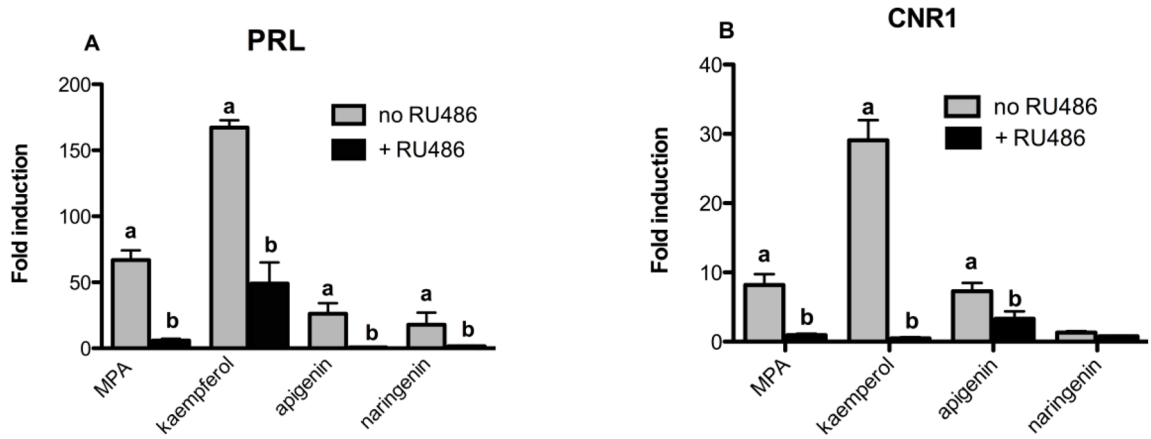 A
PRL
Fold induction
200
150
100
50
0
no RU486
+ RU486
a
b
a
b
a
b
a
b
MPA
kaempferol
apigenin
naringenin
B
CNR1
Fold induction
40
30
20
10
0
no RU486
+ RU486
a
b
a
b
a
b
MPA
kaemperol
apigenin
naringenin